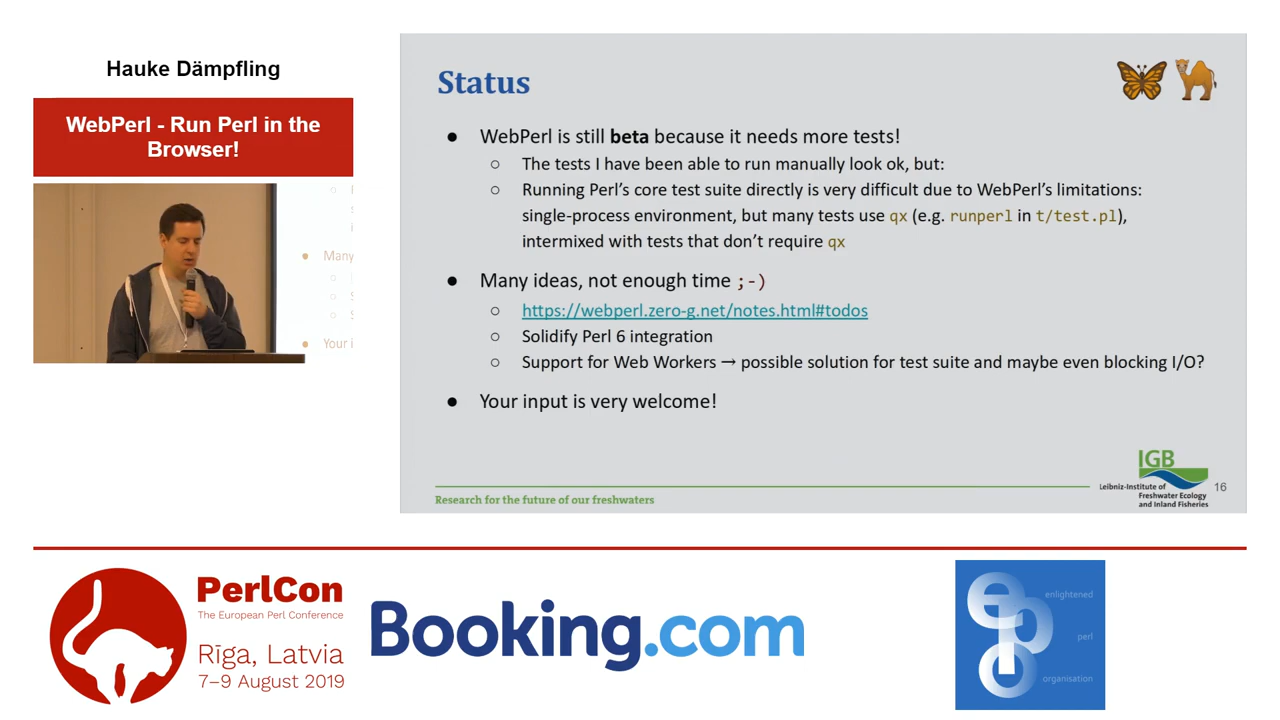 Hauke Dämpfling
WebPerl - Run Perl in the
Browser!
Many
Your i
Status
● WebPerl is still beta because it needs more tests!
○ The tests I have been able to run manually look ok, but:
○ Running Perl’s core test suite directly is very difficult due to WebPerl’s limitations:
single-process environment, but many tests use qx (e.g. runperl in t/test.pl),
intermixed with tests that don’t require qx
● Many ideas, not enough time ;-)
○ https://webperl.zero-g.net/notes.html#todos
○ Solidify Perl 6 integration
○ Support for Web Workers → possible solution for test suite and maybe even blocking I/O?
● Your input is very welcome!
IGB
Leibniz-Institute of
Freshwater Ecology
and Inland Fisheries
16
Research for the future of our freshwaters
PerlCon
The European Perl Conference
Rīga, Latvia
7–9 August 2019
Booking.com
epo
enlightened
perl
organisation